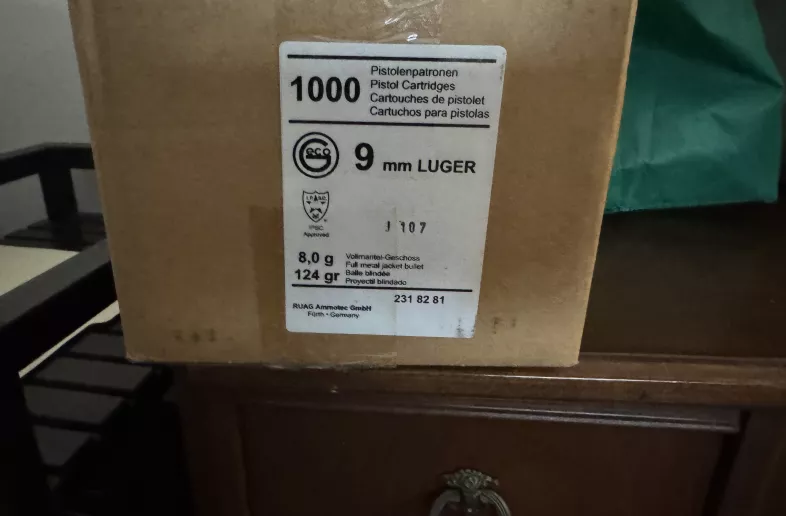 1000
Pistolenpatronen
Pistol Cartridges
Cartouches de pistolet
Cartuchos para pistolas
Geco
9 mm LUGER
IPSC
Approved
J 107
8,0 g
124 gr
Vollmantel-Geschoss
Full metal jacket bullet
Balle blindée
Proyectil blindado
231 82 81
RUAG Ammotec GmbH
Fürth • Germany